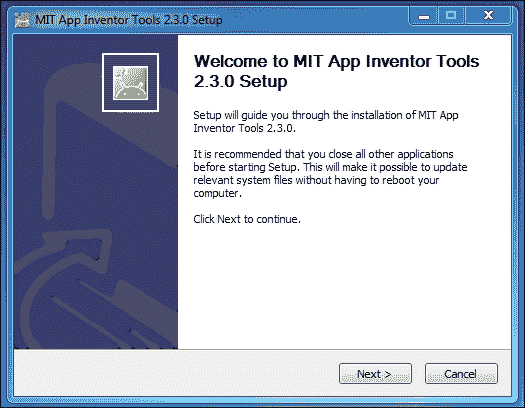 MIT App Inventor Tools 2.3.0 Setup
Welcome to MIT App Inventor Tools
2.3.0 Setup
Setup will guide you through the installation of MIT App
Inventor Tools 2.3.0.
It is recommended that you close all other applications
before starting Setup. This will make it possible to update
relevant system files without having to reboot your
computer.
Click Next to continue.
Next >
Cancel